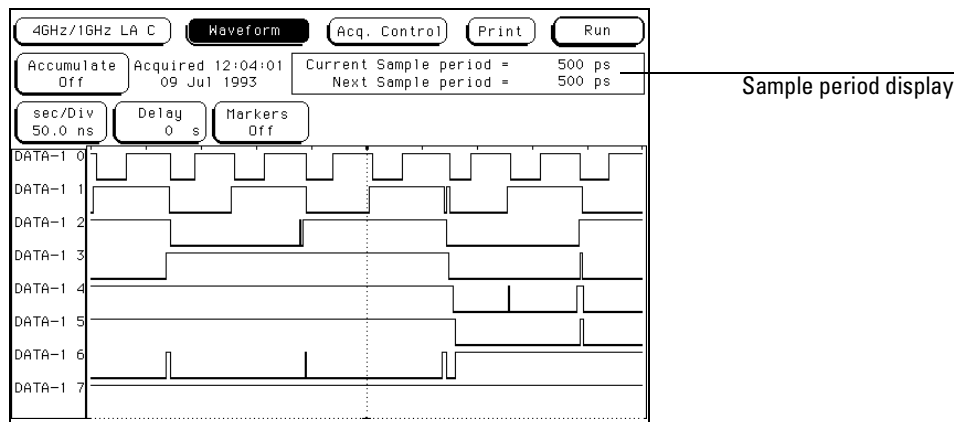 4GHz/1GHz LA C Waveform Acq. Control Print Run
Accumulate Off
Acquired 12:04:01
09 Jul 1993
Current Sample period = 500 ps
Next Sample period = 500 ps
Sample period display
sec/Div 50.0 ns
Delay 0 s
Markers Off
DATA-1 0
DATA-1 1
DATA-1 2
DATA-1 3
DATA-1 4
DATA-1 5
DATA-1 6
DATA-1 7